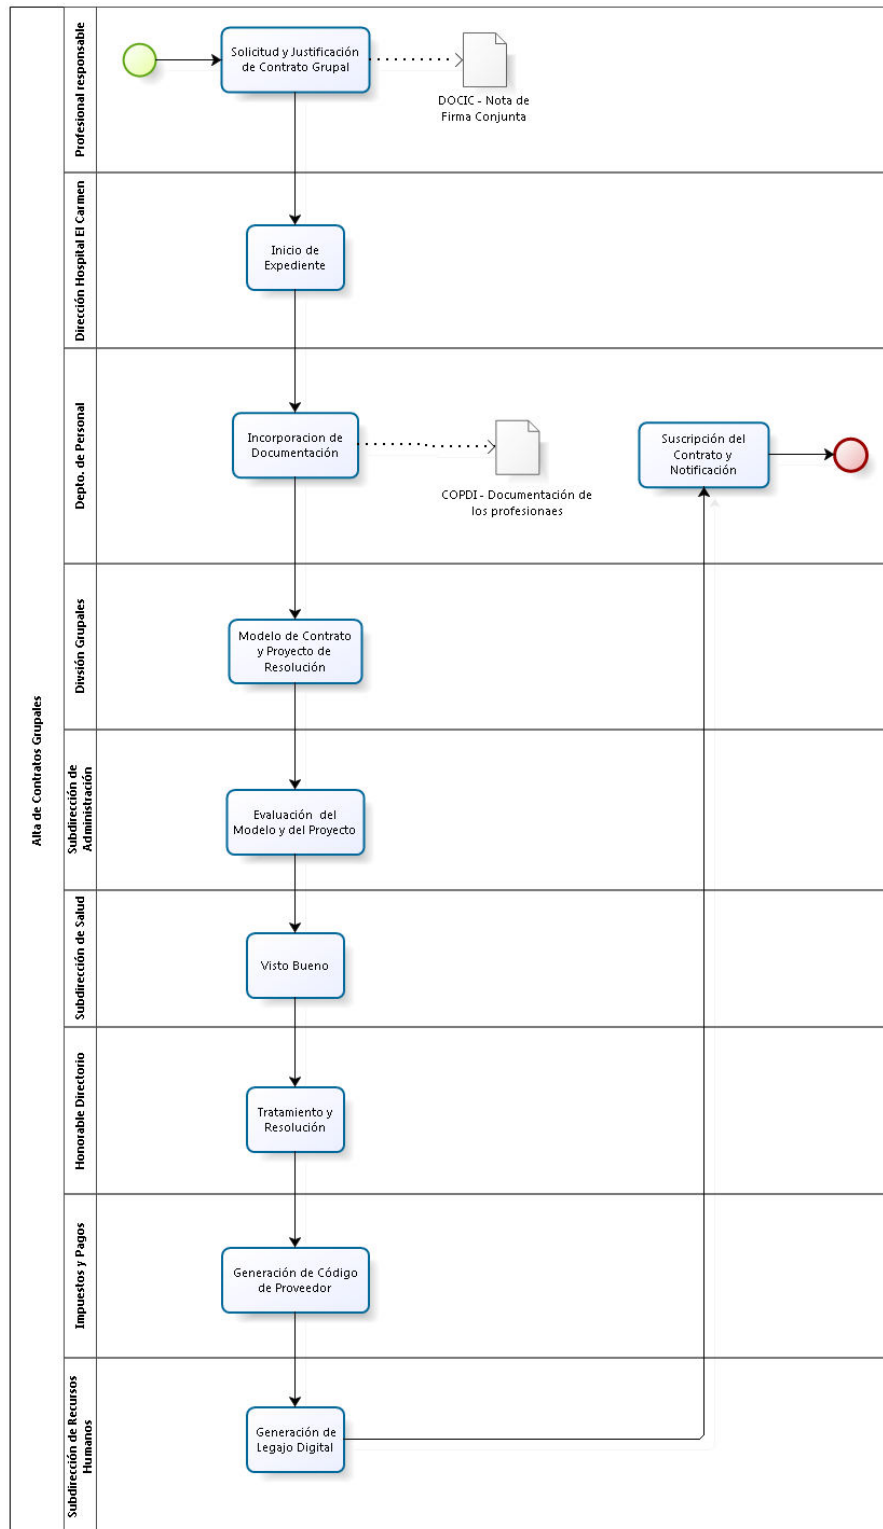 Alta de Contratos Grupales
Profesional responsable
Solicitud y Justificación
de Contrato Grupal
DOCIC - Nota de
Firma Conjunta
Dirección Hospital El Carmen
Inicio de
Expediente
Depto. de Personal
Incorporacion de
Documentación
COPDI - Documentación de
los profesionaes
Suscripción del
Contrato y
Notificación
Divsión Grupales
Modelo de Contrato
y Proyecto de
Resolución
Subdirección de
Administración
Evaluación del
Modelo y del Proyecto
Subdirección de Salud
Visto Bueno
Honorable Directorio
Tratamiento y
Resolución
Impuestos y Pagos
Generación de Código
de Proveedor
Subdirección de Recursos
Humanos
Generación de
Legajo Digital